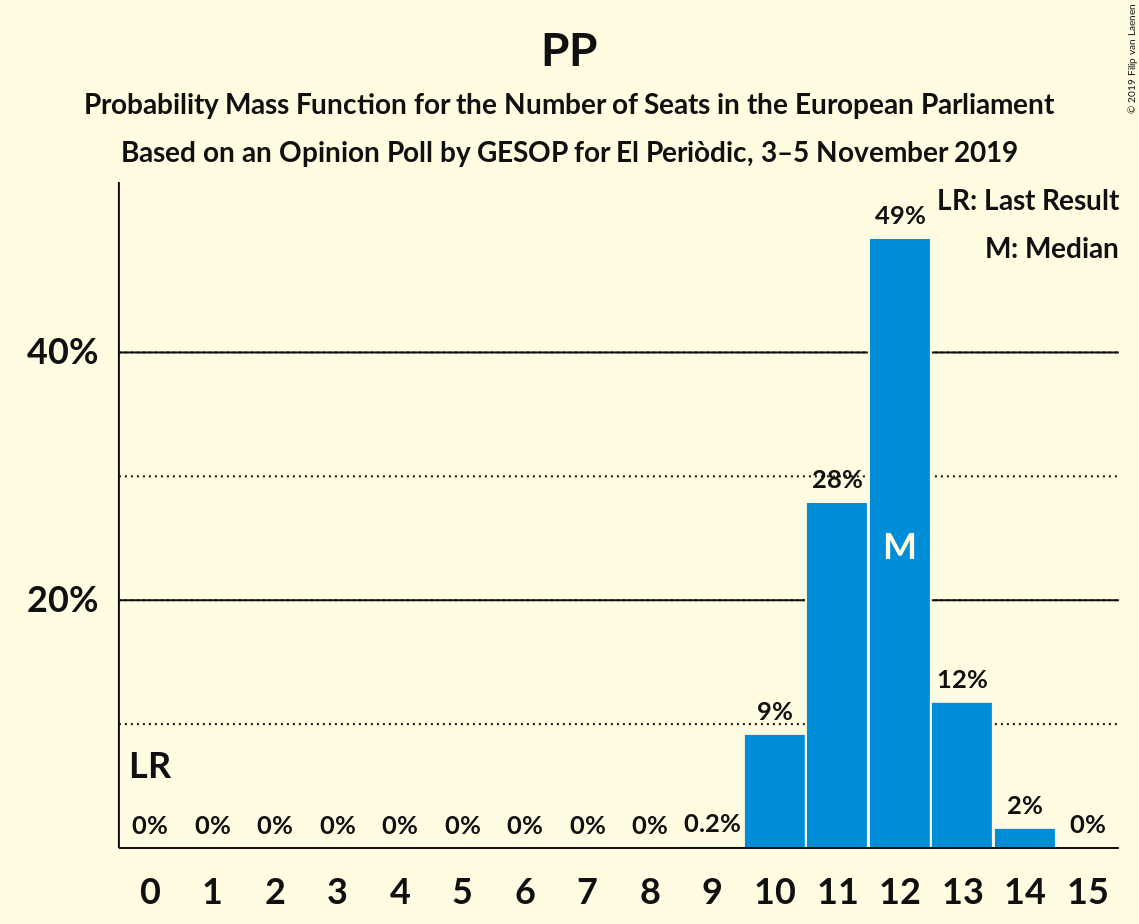 PP
Probability Mass Function for the Number of Seats in the European Parliament
Based on an Opinion Poll by GESOP for El Periòdic, 3–5 November 2019
© 2019 Filip van Laenen
LR: Last Result
M: Median
49%
40%
28%
M
20%
12%
9%
LR
2%
0% 0% 0% 0% 0% 0% 0% 0% 0% 0.2% 0%
0 1 2 3 4 5 6 7 8 9 10 11 12 13 14 15